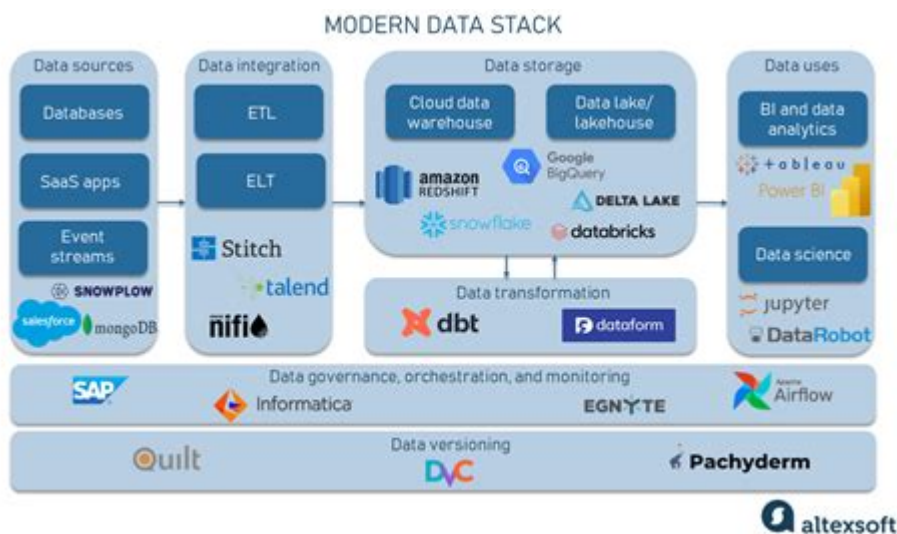 MODERN DATA STACK
Data sources
Databases
SaaS apps
Event
streams
SNOWPLOW
salesforce
mongoDB
Data integration
ETL
ELT
Stitch
talend
nifi
Data storage
Cloud data
warehouse
Data lake/
lakehouse
amazon
REDSHIFT
Google
BigQuery
snowflake
DELTA LAKE
databricks
Data transformation
dbt
dataform
Data uses
BI and data
analytics
+ableau
Power BI
Data science
jupyter
DataRobot
Data governance, orchestration, and monitoring
SAP
Informatica
EGNYTE
Apache
Airflow
Data versioning
Quilt
DVC
Pachyderm
altexsoft